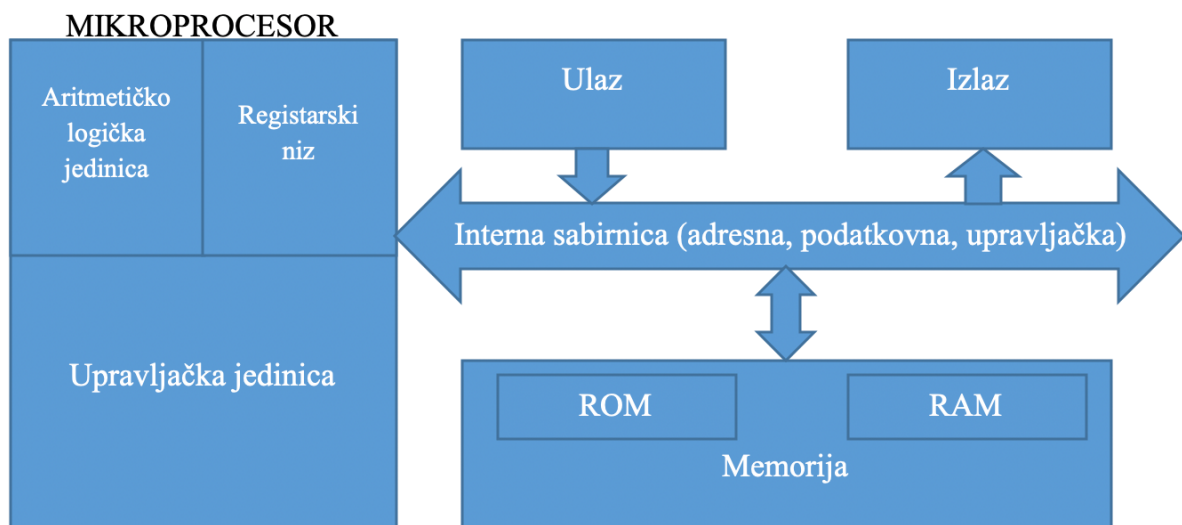 MIKROPROCESOR
Aritmetičko
logička
jedinica
Registarski
niz
Upravljačka jedinica
Ulaz
Izlaz
Interna sabirnica (adresna, podatkovna, upravljačka)
ROM
RAM
Memorija